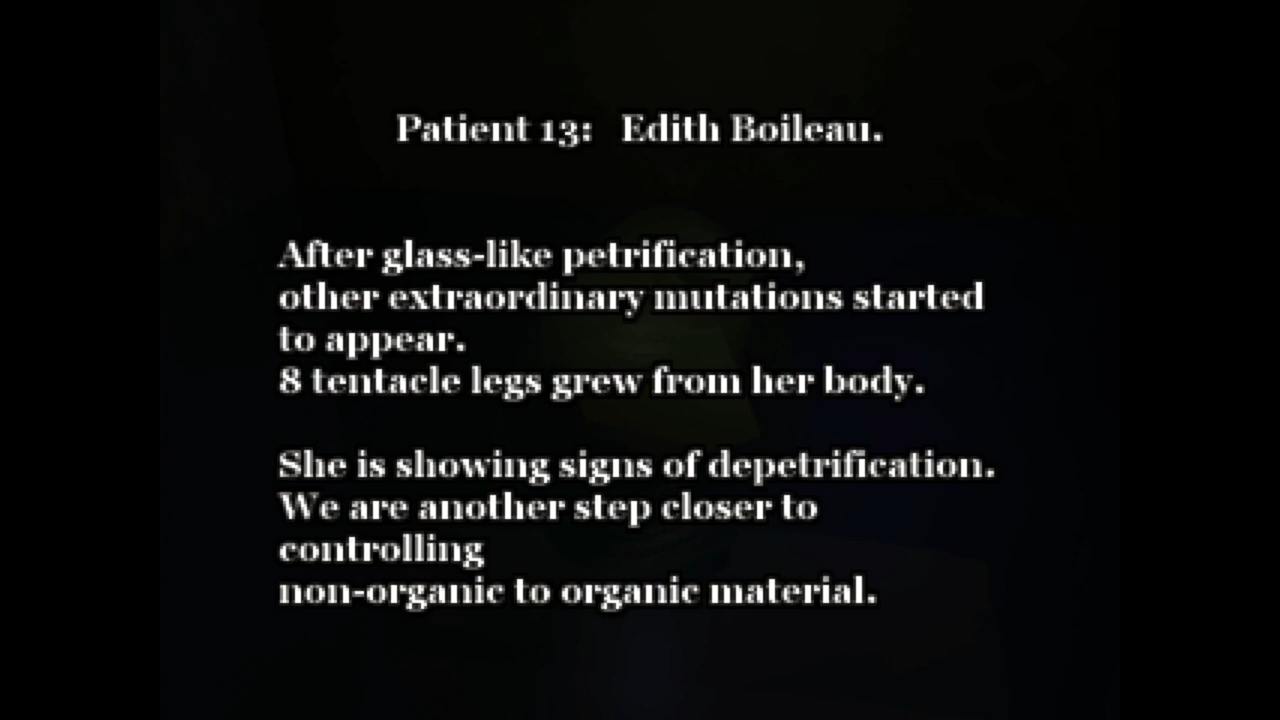 Patient 13: Edith Boileau.
After glass-like petrification,
other extraordinary mutations started
to appear.
8 tentacle legs grew from her body.
She is showing signs of depetrification.
We are another step closer to
controlling
non-organic to organic material.